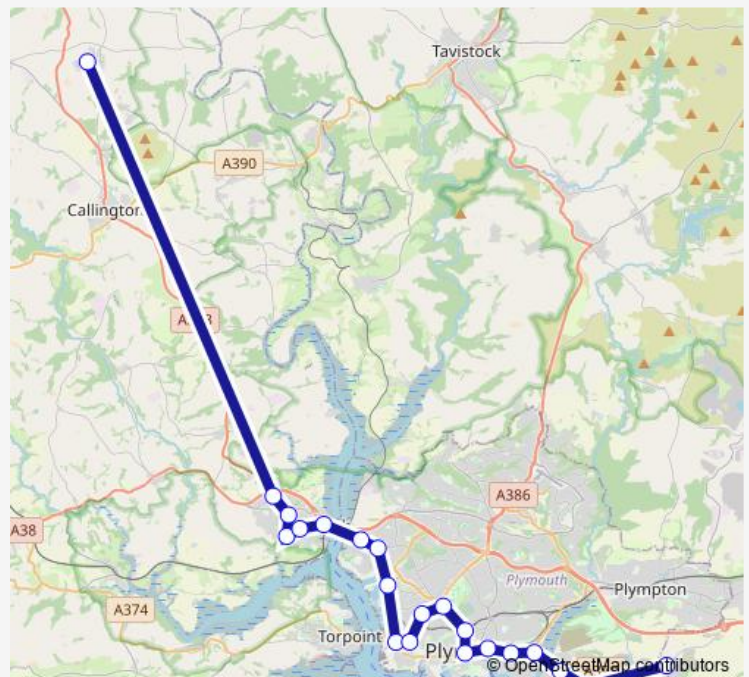 Tavistock
A390
Callington
A38
A386
Plymouth
Plympton
A374
Torpoint
Ply
© OpenStreetMap contributors